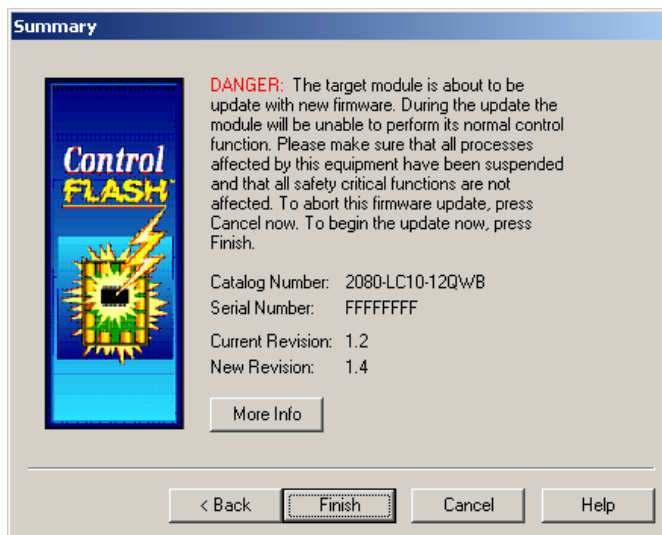 Summary
Control
FLASH
DANGER: The target module is about to be
update with new firmware. During the update the
module will be unable to perform its normal control
function. Please make sure that all processes
affected by this equipment have been suspended
and that all safety critical functions are not
affected. To abort this firmware update, press
Cancel now. To begin the update now, press
Finish.
Catalog Number: 2080-LC10-12QWB
Serial Number: FFFFFFFF
Current Revision: 1.2
New Revision: 1.4
More Info
< Back Finish Cancel Help